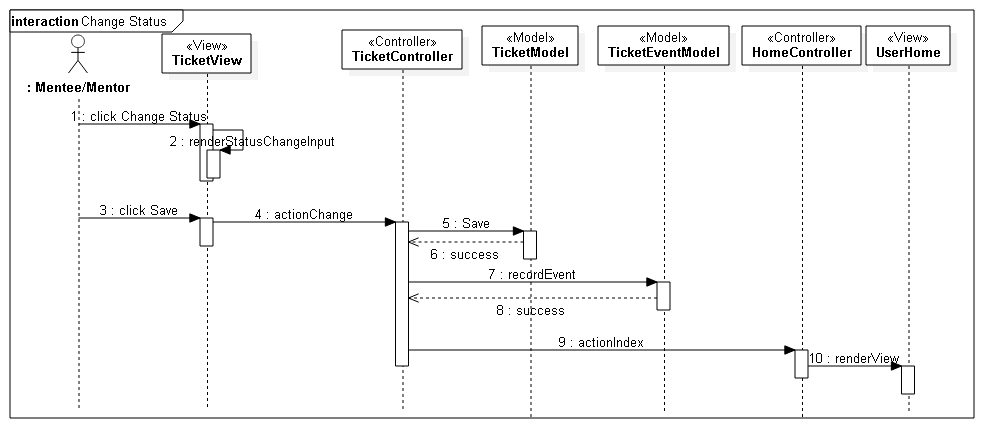 interaction Change Status
: Mentee/Mentor
«View»
TicketView
«Controller»
TicketController
«Model»
TicketModel
«Model»
TicketEventModel
«Controller»
HomeController
«View»
UserHome
1 : click Change Status
2 : renderStatusChangeInput
3 : click Save
4 : actionChange
5 : Save
6 : success
7 : recordEvent
8 : success
9 : actionIndex
10 : renderView